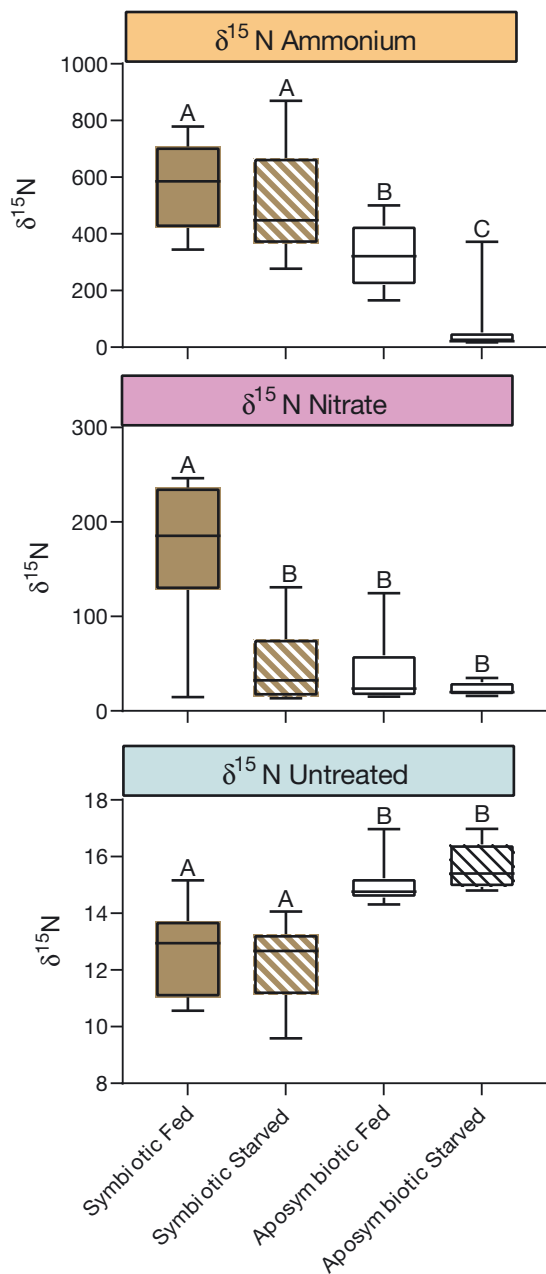 δ¹⁵ N Ammonium
1000
800
600
400
200
0
δ¹⁵N
A
A
B
C
δ¹⁵ N Nitrate
300
200
100
0
δ¹⁵N
A
B
B
B
δ¹⁵ N Untreated
18
16
14
12
10
8
δ¹⁵N
A
A
B
B
Symbiotic Fed
Symbiotic Starved
Aposymbiotic Fed
Aposymbiotic Starved